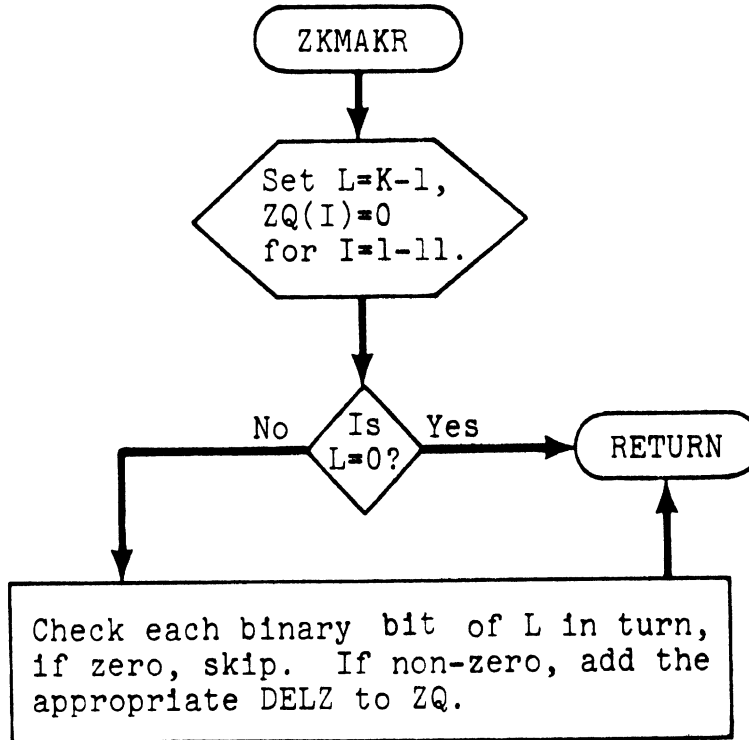 ZKMAKR
Set L=K-1,
ZQ(I)=0
for I=1-11.
Is
L=0?
No
Yes
RETURN
Check each binary bit of L in turn,
if zero, skip. If non-zero, add the
appropriate DELZ to ZQ.